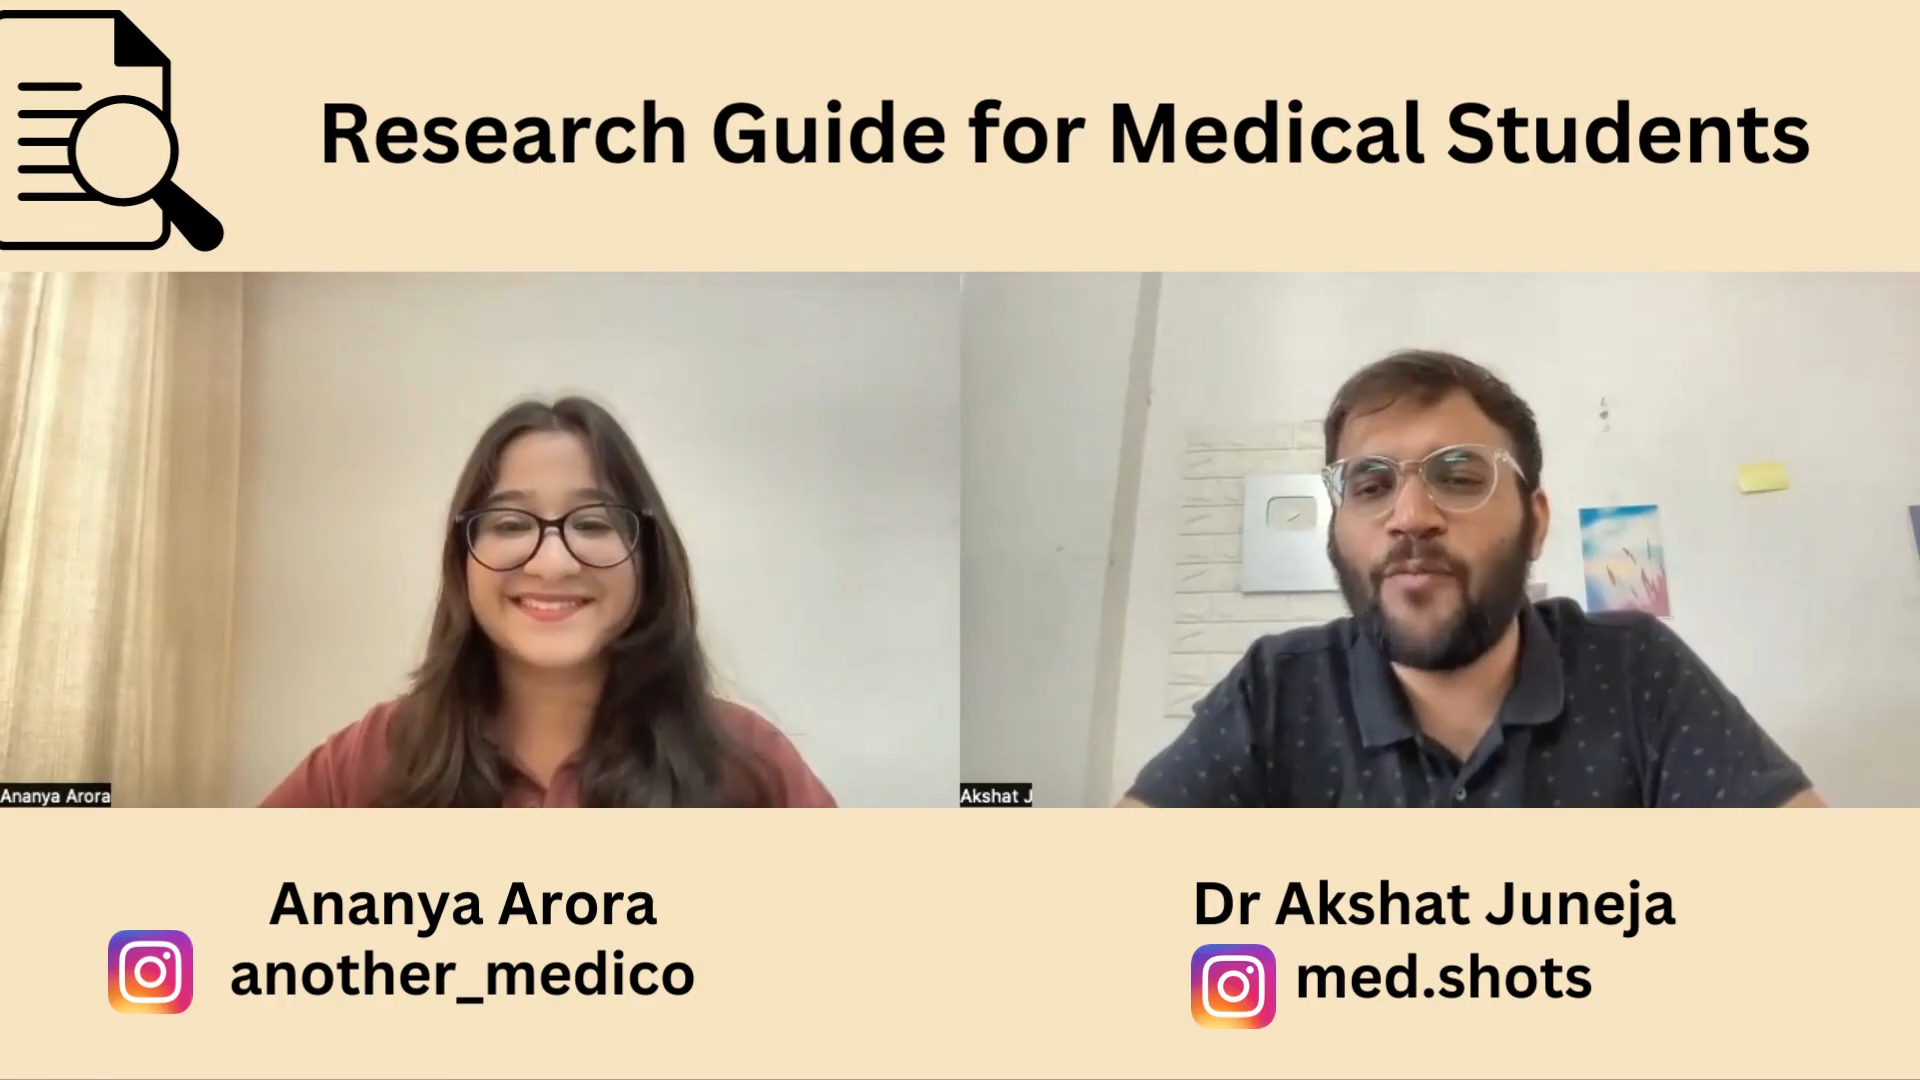 Research Guide for Medical Students
Ananya Arora
Akshat J
Ananya Arora
another_medico
Dr Akshat Juneja
med.shots